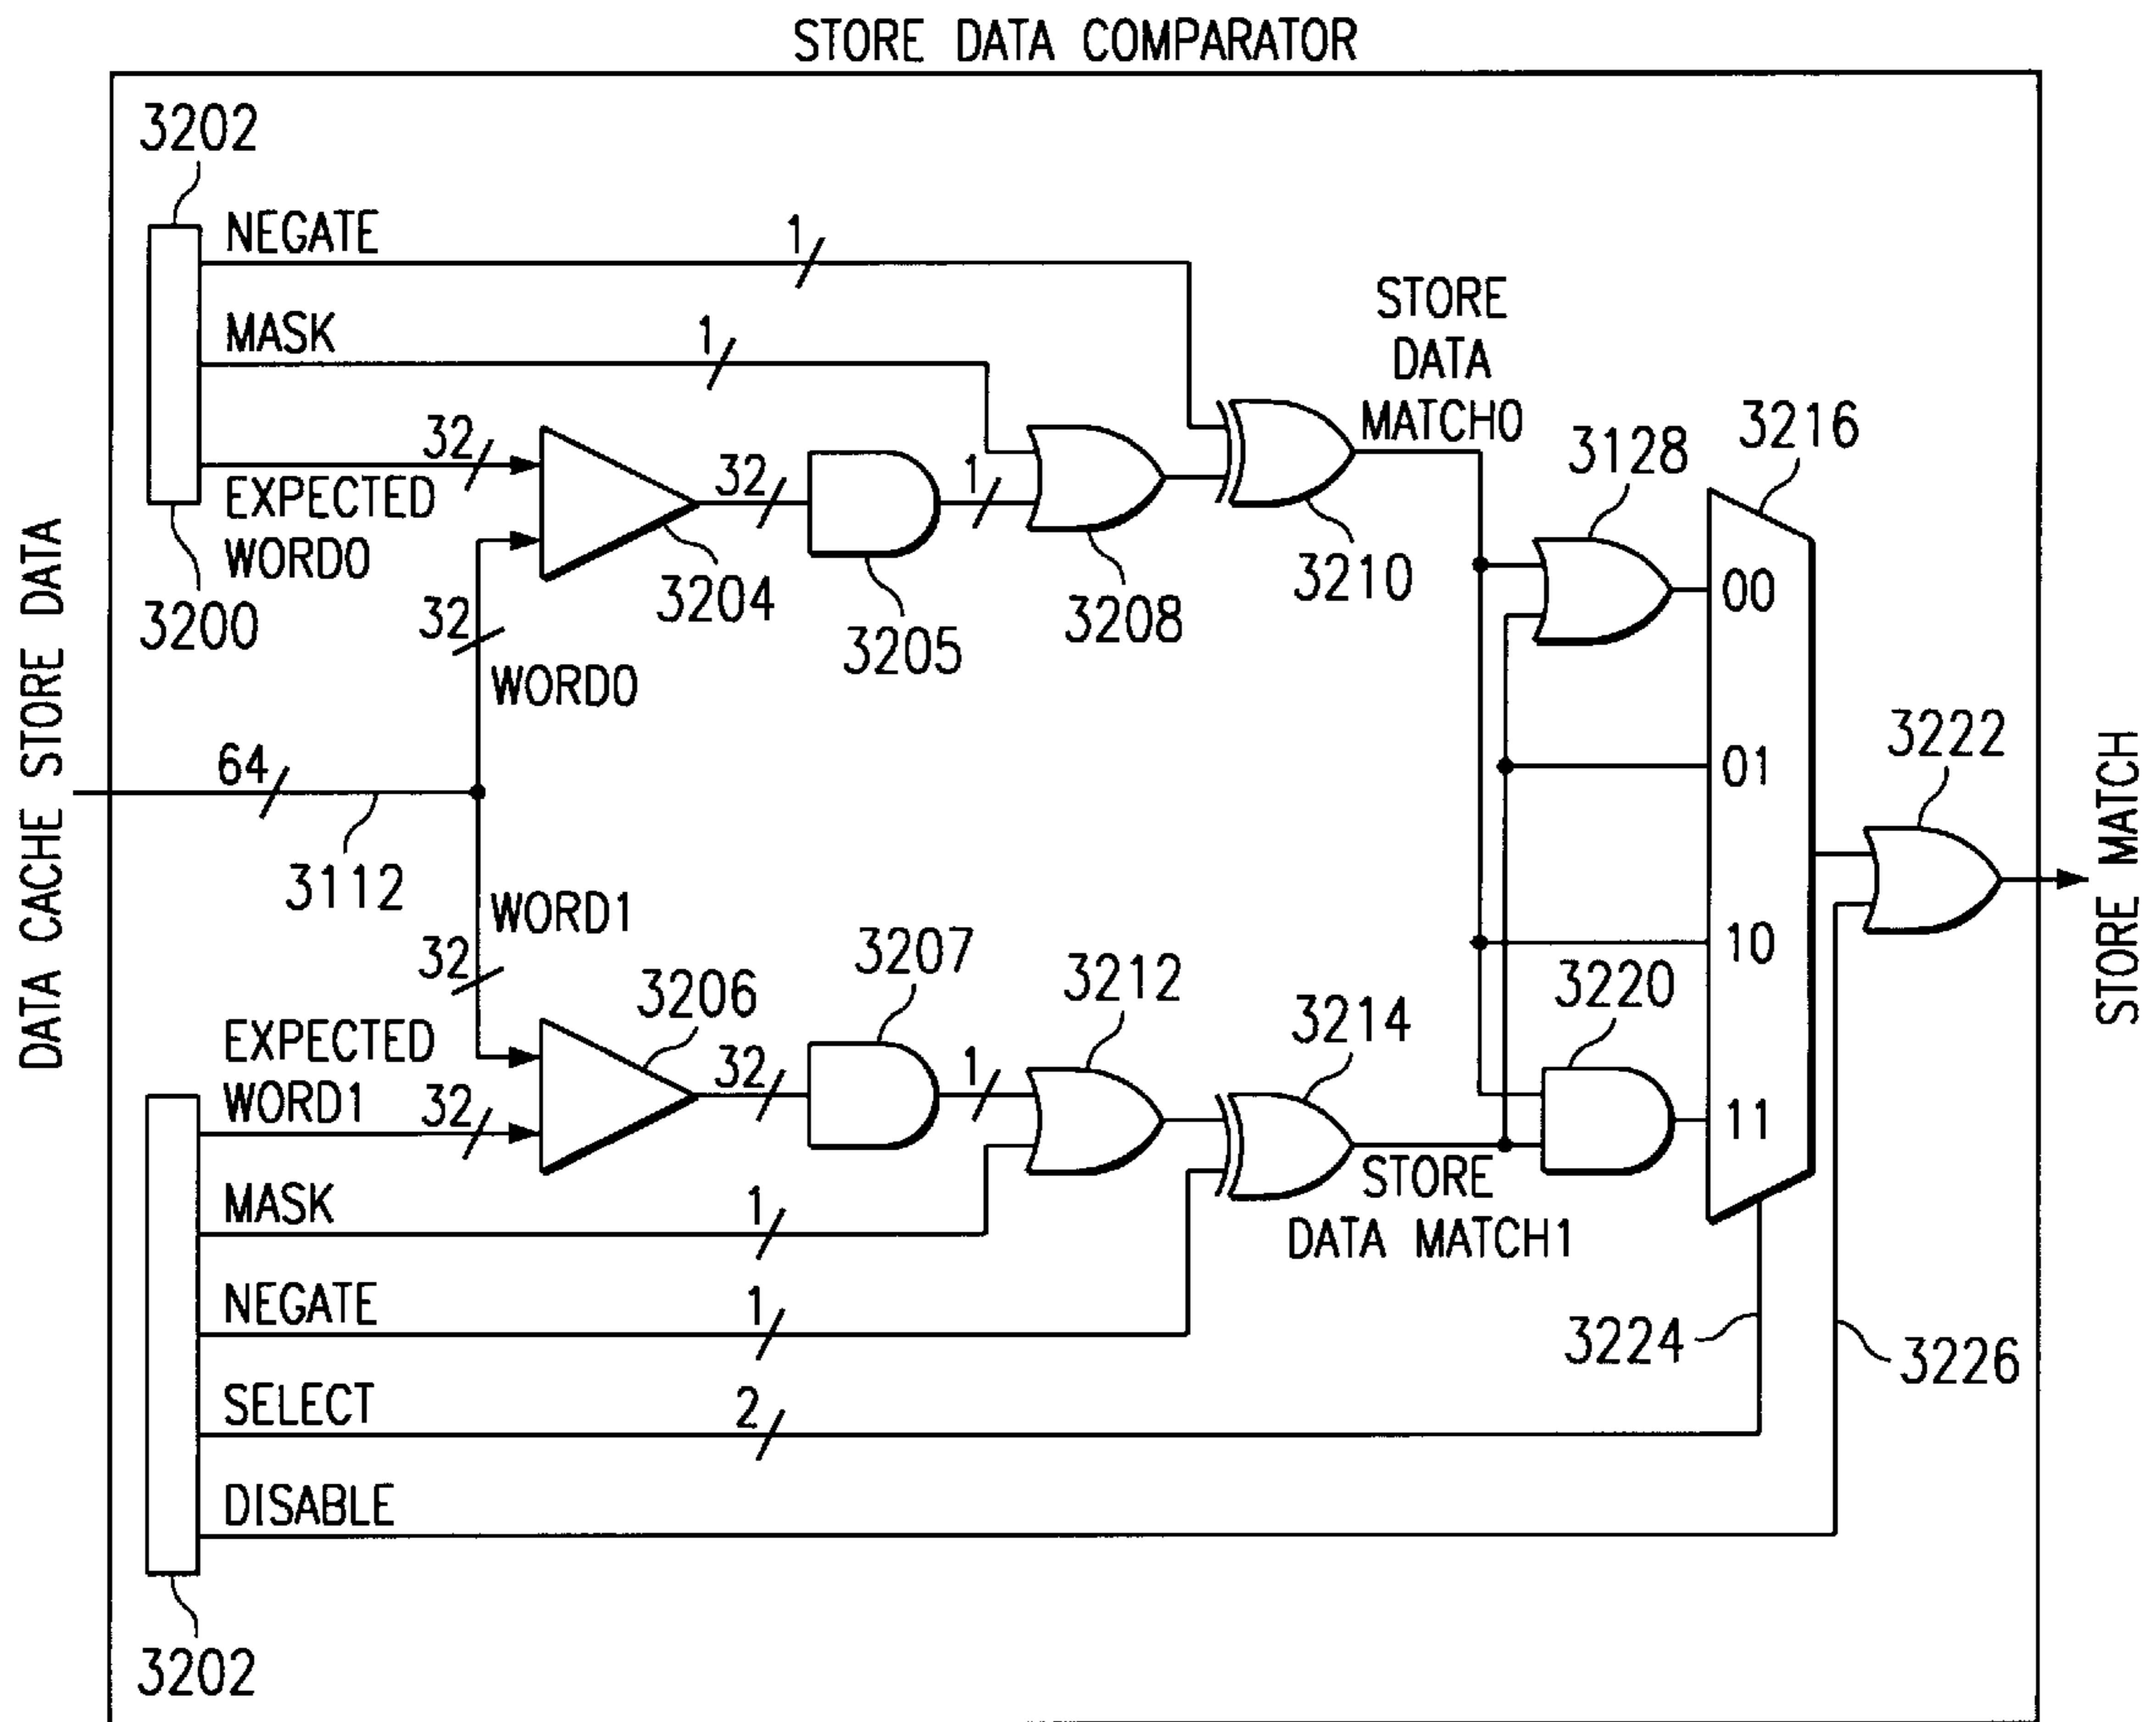 STORE DATA COMPARATOR
3202
NEGATE
1
MASK
1
STORE
DATA
MATCH0
3216
EXPECTED
WORD0
32
32
1
3128
3200
32
3204
3205
3208
3210
00
WORD0
DATA CACHE STORE DATA
64
3112
01
3222
STORE MATCH
WORD1
32
3206
3207
3212
3214
3220
10
EXPECTED
WORD1
32
32
1
11
MASK
1
STORE
DATA MATCH1
NEGATE
1
3224
3226
SELECT
2
DISABLE
3202